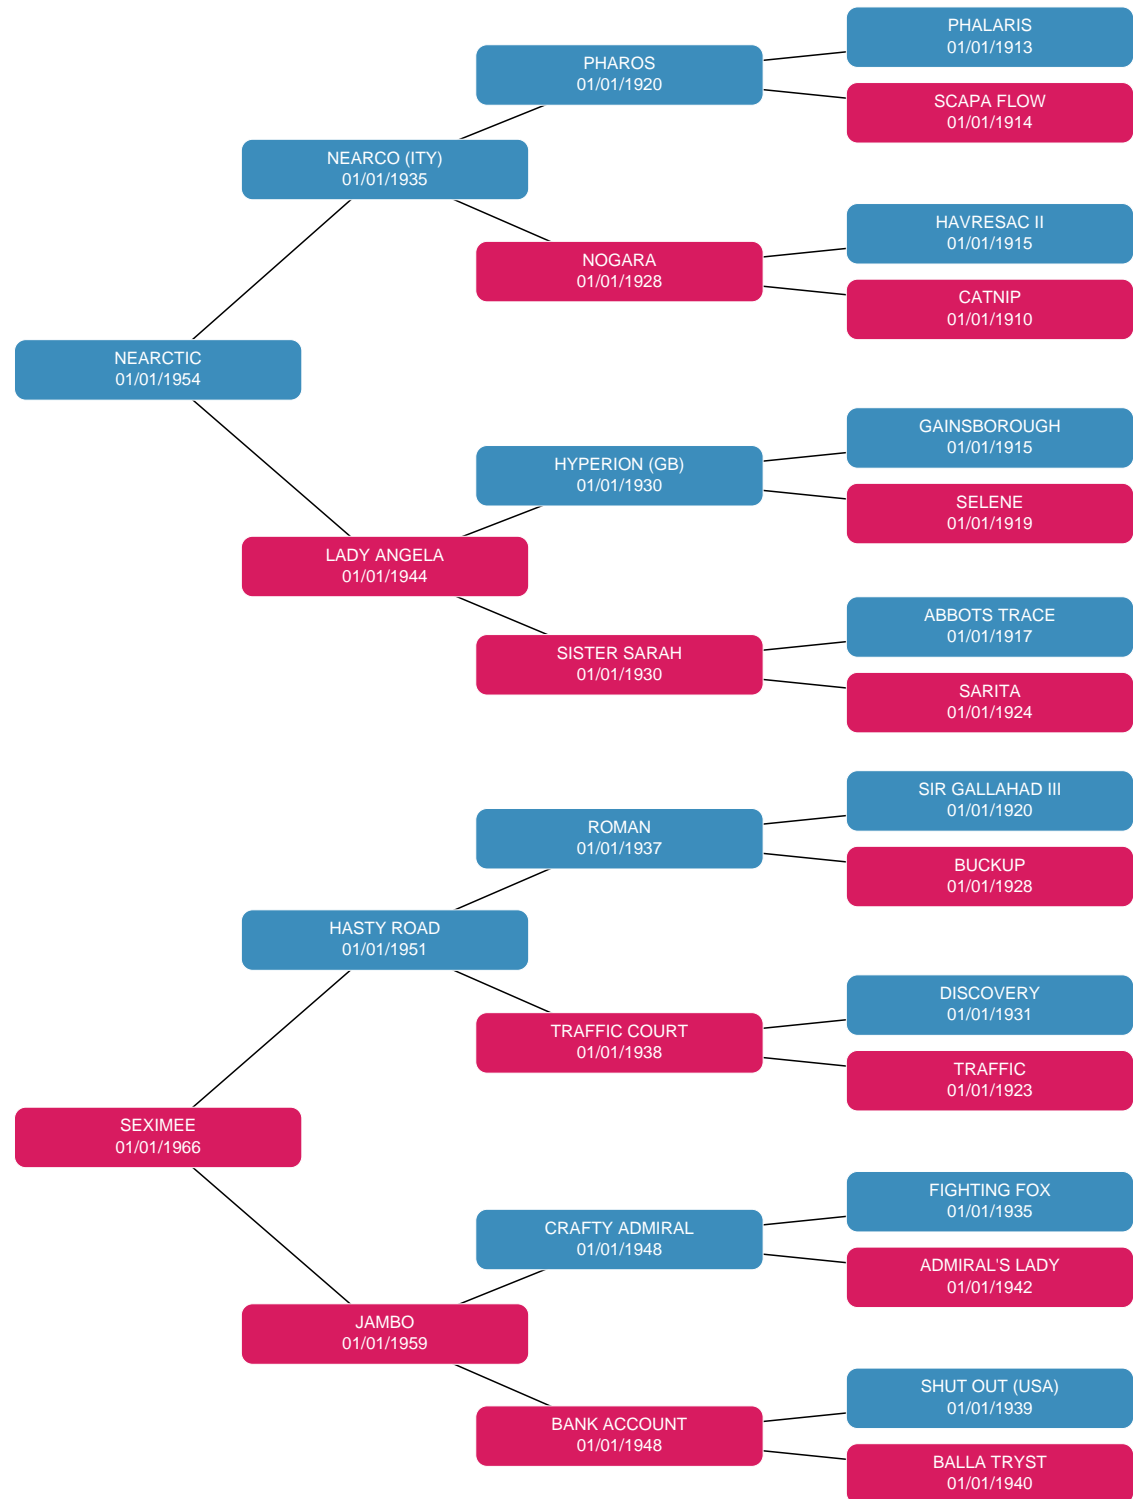 PHALARIS
01/01/1913
PHAROS
01/01/1920
SCAPA FLOW
01/01/1914
NEARCO (ITY)
01/01/1935
HAVRESAC II
01/01/1915
NOGARA
01/01/1928
CATNIP
01/01/1910
NEARCTIC
01/01/1954
GAINSBOROUGH
01/01/1915
HYPERION (GB)
01/01/1930
SELENE
01/01/1919
LADY ANGELA
01/01/1944
ABBOTS TRACE
01/01/1917
SISTER SARAH
01/01/1930
SARITA
01/01/1924
SIR GALLAHAD III
01/01/1920
ROMAN
01/01/1937
BUCKUP
01/01/1928
HASTY ROAD
01/01/1951
DISCOVERY
01/01/1931
TRAFFIC COURT
01/01/1938
TRAFFIC
01/01/1923
SEXIMEE
01/01/1966
FIGHTING FOX
01/01/1935
CRAFTY ADMIRAL
01/01/1948
ADMIRAL'S LADY
01/01/1942
JAMBO
01/01/1959
SHUT OUT (USA)
01/01/1939
BANK ACCOUNT
01/01/1948
BALLA TRYST
01/01/1940